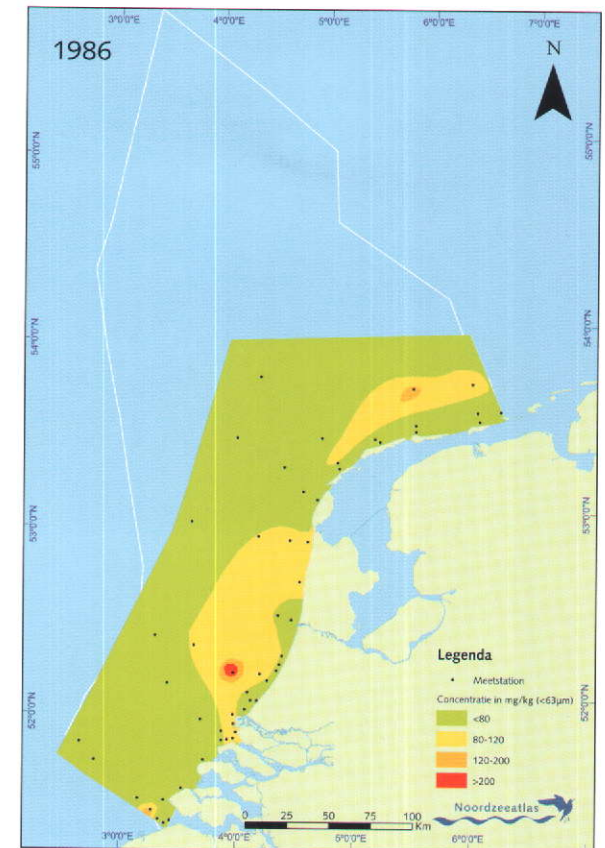 3°0'0"E 4°0'0"E 5°0'0"E 6°0'0"E 7°0'0"E
1986
N
55°0'0"N 55°0'0"N
54°0'0"N 54°0'0"N
53°0'0"N 53°0'0"N
52°0'0"N 52°0'0"N
Legenda
Meetstation
Concentratie in mg/kg (<63µm)
<80
80-120
120-200
>200
Noordzeeatlas
0 25 50 75 100
Km
3°0'0"E 4°0'0"E 5°0'0"E 6°0'0"E